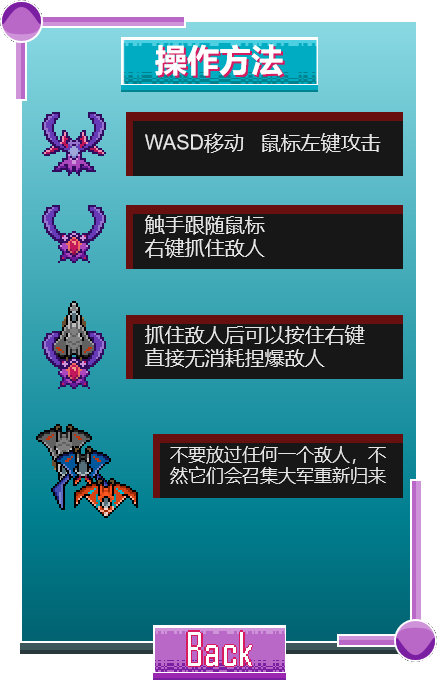 操作方法
WASD移动 鼠标左键攻击
触手跟随鼠标
右键抓住敌人
抓住敌人后可以按住右键
直接无消耗捏爆敌人
不要放过任何一个敌人，不
然它们会召集大军重新归来
Back